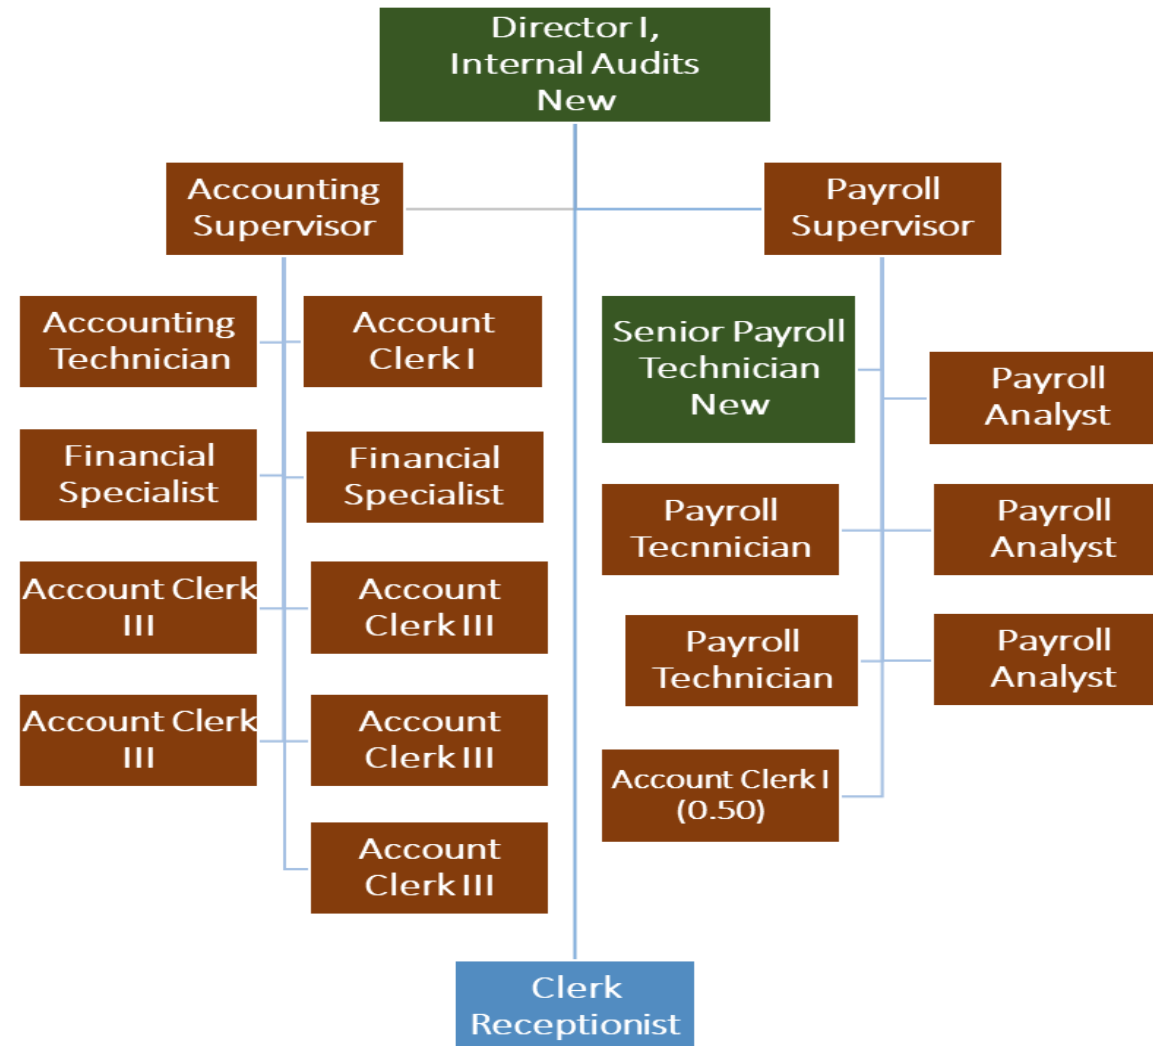 Director I,
Internal Audits
New
Accounting
Supervisor
Payroll
Supervisor
Accounting
Technician
Account
Clerk I
Senior Payroll
Technician
New
Payroll
Analyst
Financial
Specialist
Financial
Specialist
Payroll
Tecnnician
Payroll
Analyst
Account Clerk
III
Account
Clerk III
Payroll
Technician
Payroll
Analyst
Account Clerk
III
Account
Clerk III
Account Clerk I
(0.50)
Account
Clerk III
Clerk
Receptionist